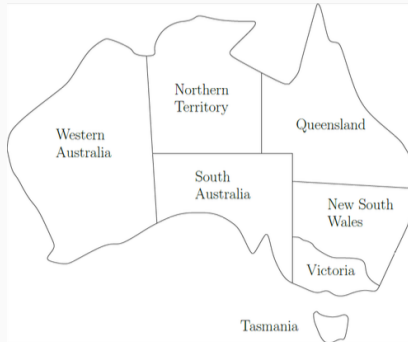 Northern
Territory
Western
Australia
Queensland
South
Australia
New South
Wales
Victoria
Tasmania